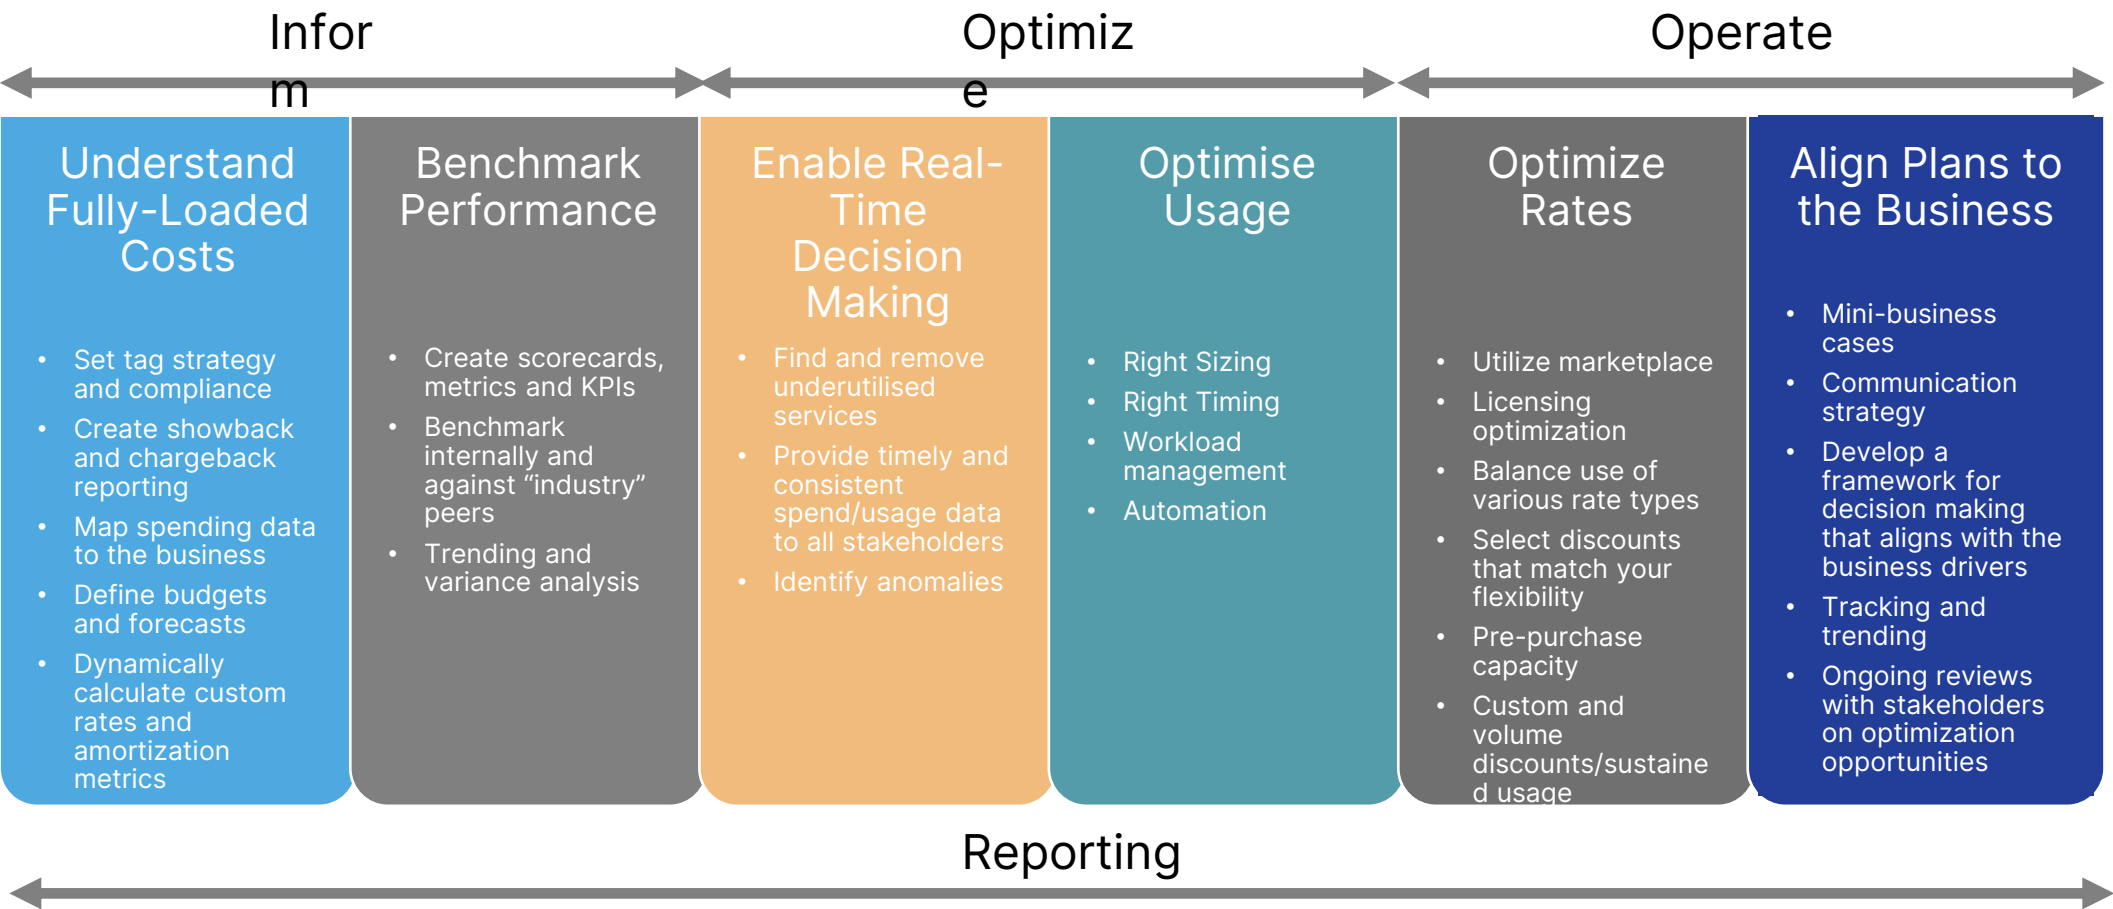 Infor
m
Optimiz
e
Operate
Understand
Fully-Loaded
Costs
• Set tag strategy
and compliance
• Create showback
and chargeback
reporting
• Map spending data
to the business
• Define budgets
and forecasts
• Dynamically
calculate custom
rates and
amortization
metrics
Benchmark
Performance
• Create scorecards,
metrics and KPIs
• Benchmark
internally and
against “industry”
peers
• Trending and
variance analysis
Enable Real-
Time
Decision
Making
• Find and remove
underutilised
services
• Provide timely and
consistent
spend/usage data
to all stakeholders
• Identify anomalies
Optimise
Usage
• Right Sizing
• Right Timing
• Workload
management
• Automation
Optimize
Rates
• Utilize marketplace
• Licensing
optimization
• Balance use of
various rate types
• Select discounts
that match your
flexibility
• Pre-purchase
capacity
• Custom and
volume
discounts/sustaine
d usage
Align Plans to
the Business
• Mini-business
cases
• Communication
strategy
• Develop a
framework for
decision making
that aligns with the
business drivers
• Tracking and
trending
• Ongoing reviews
with stakeholders
on optimization
opportunities
Reporting